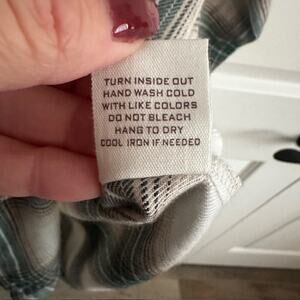 TURN INSIDE OUT
HAND WASH COLD
WITH LIKE COLORS
DO NOT BLEACH
HANG TO DRY
COOL IRON IF NEEDED